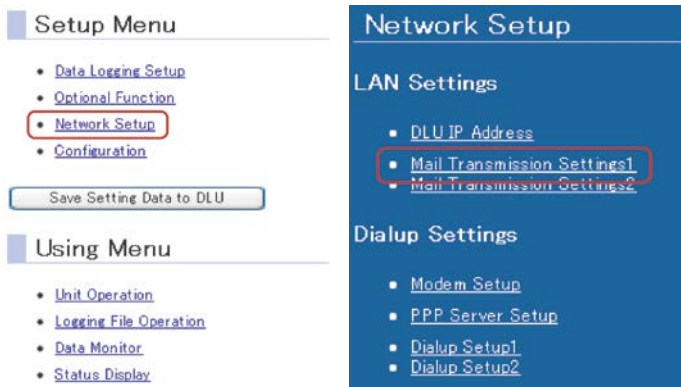 Setup Menu
Data Logging Setup
Optional Function
Network Setup
Configuration
Save Setting Data to DLU
Using Menu
Unit Operation
Logging File Operation
Data Monitor
Status Display
Network Setup
LAN Settings
DLU IP Address
Mail Transmission Settings1
Mail Transmission Settings2
Dialup Settings
Modem Setup
PPP Server Setup
Dialup Setup1
Dialup Setup2